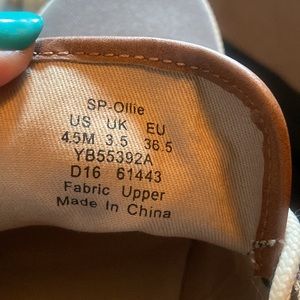 SP-Ollie
US UK EU
4.5M 3.5 36.5
YB55392A
D16 61443
Fabric Upper
Made In China